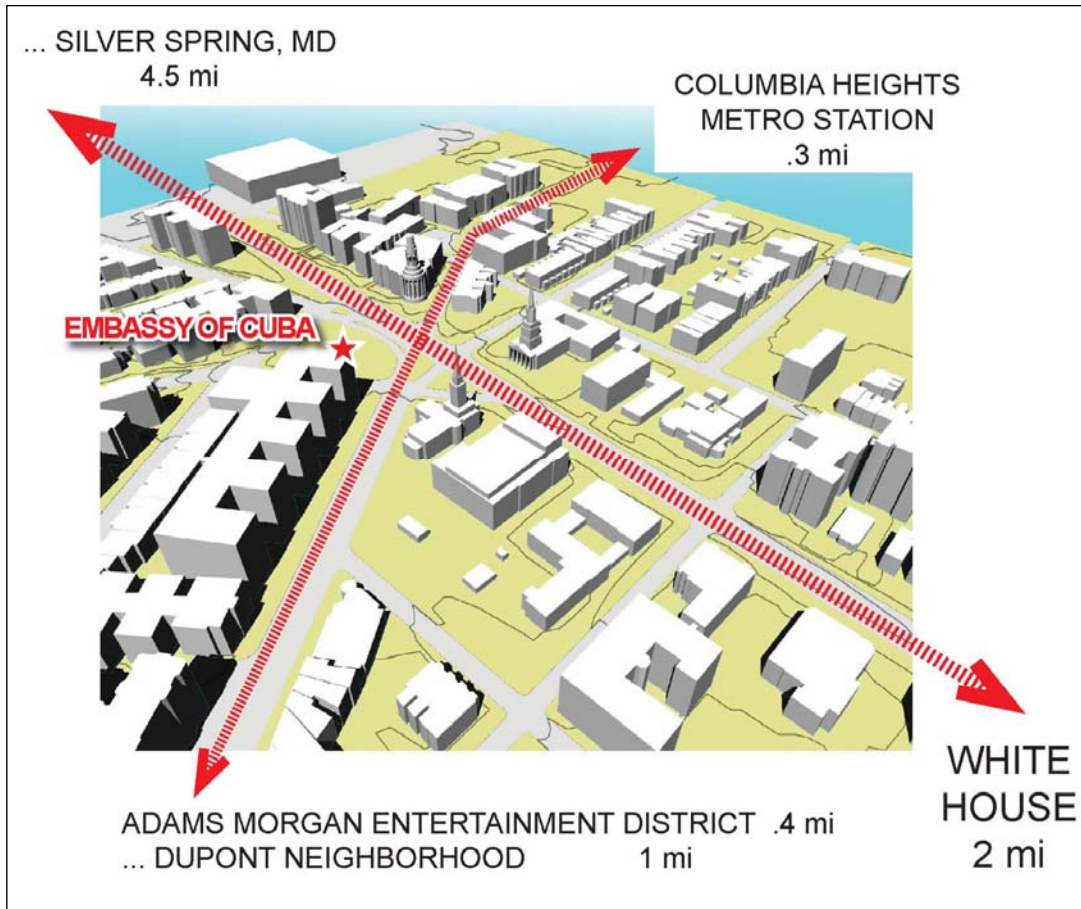 ... SILVER SPRING, MD
4.5 mi
COLUMBIA HEIGHTS
METRO STATION
.3 mi
EMBASSY OF CUBA
WHITE
HOUSE
2 mi
ADAMS MORGAN ENTERTAINMENT DISTRICT .4 mi
... DUPONT NEIGHBORHOOD 1 mi